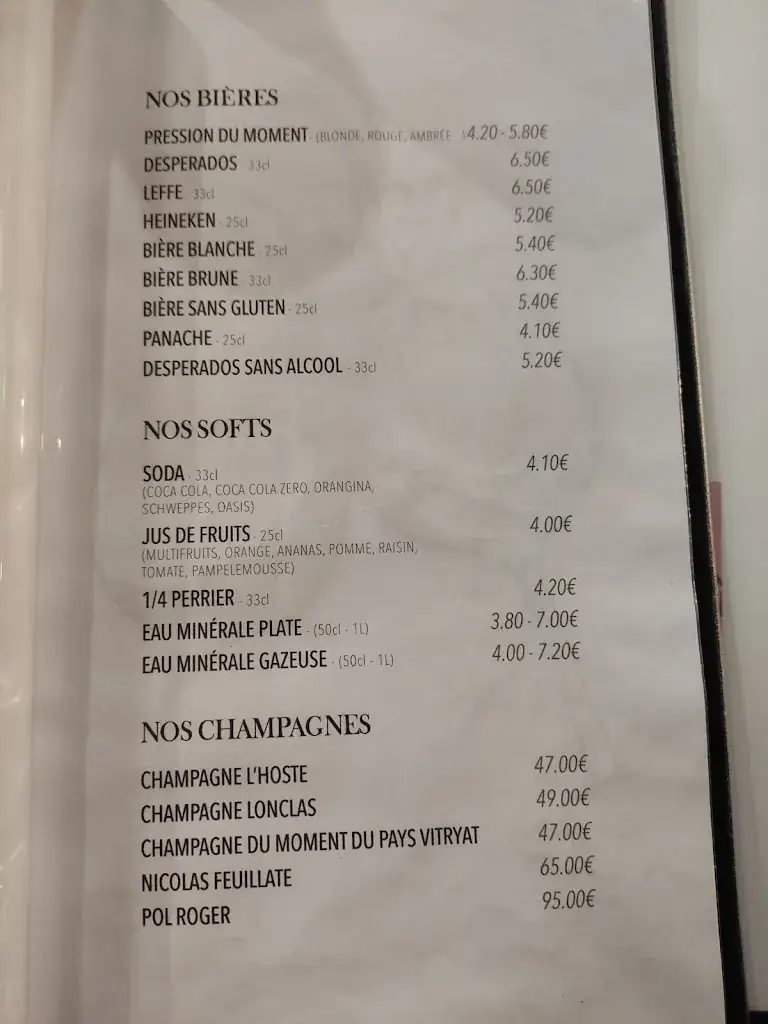 NOS BIÈRES
PRESSION DU MOMENT - (BLONDE, ROUGE, AMBRÉE ) 4.20 - 5.80€
DESPERADOS 33cl 6.50€
LEFFE 33cl 6.50€
HEINEKEN - 25cl 5.20€
BIÈRE BLANCHE 25cl 5.40€
BIÈRE BRUNE - 33cl 6.30€
BIÈRE SANS GLUTEN - 25cl 5.40€
PANACHE - 25cl 4.10€
DESPERADOS SANS ALCOOL - 33cl 5.20€
NOS SOFTS
SODA - 33cl 4.10€
(COCA COLA, COCA COLA ZERO, ORANGINA,
SCHWEPPES, OASIS)
JUS DE FRUITS - 25cl 4.00€
(MULTIFRUITS, ORANGE, ANANAS, POMME, RAISIN,
TOMATE, PAMPELEMOUSSE)
1/4 PERRIER - 33cl 4.20€
EAU MINÉRALE PLATE - (50cl - 1L) 3.80 - 7.00€
EAU MINÉRALE GAZEUSE - (50cl - 1L) 4.00 - 7.20€
NOS CHAMPAGNES
CHAMPAGNE L'HOSTE 47.00€
CHAMPAGNE LONCLAS 49.00€
CHAMPAGNE DU MOMENT DU PAYS VITRYAT 47.00€
NICOLAS FEUILLATE 65.00€
POL ROGER 95.00€